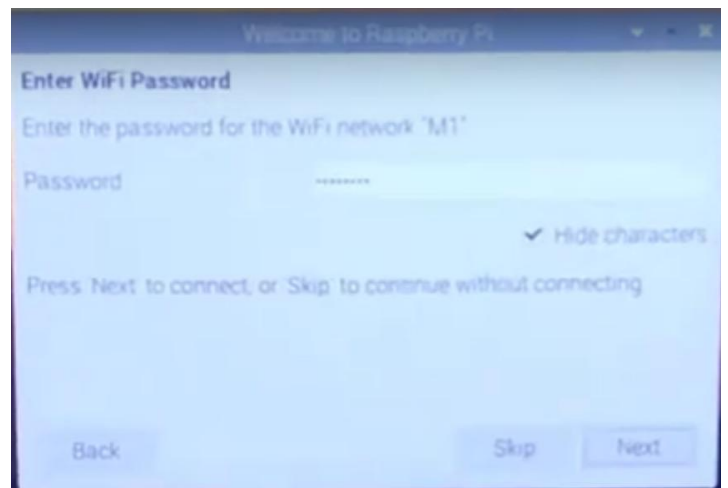 Welcome to Raspberry Pi
Enter WiFi Password
Enter the password for the WiFi network "M1"
Password
Hide characters
Press 'Next' to connect, or 'Skip' to continue without connecting
Back
Skip
Next